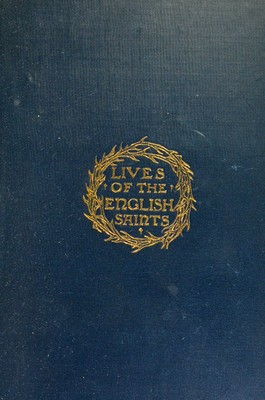 LIVES
OF THE
ENGLISH
SAINTS